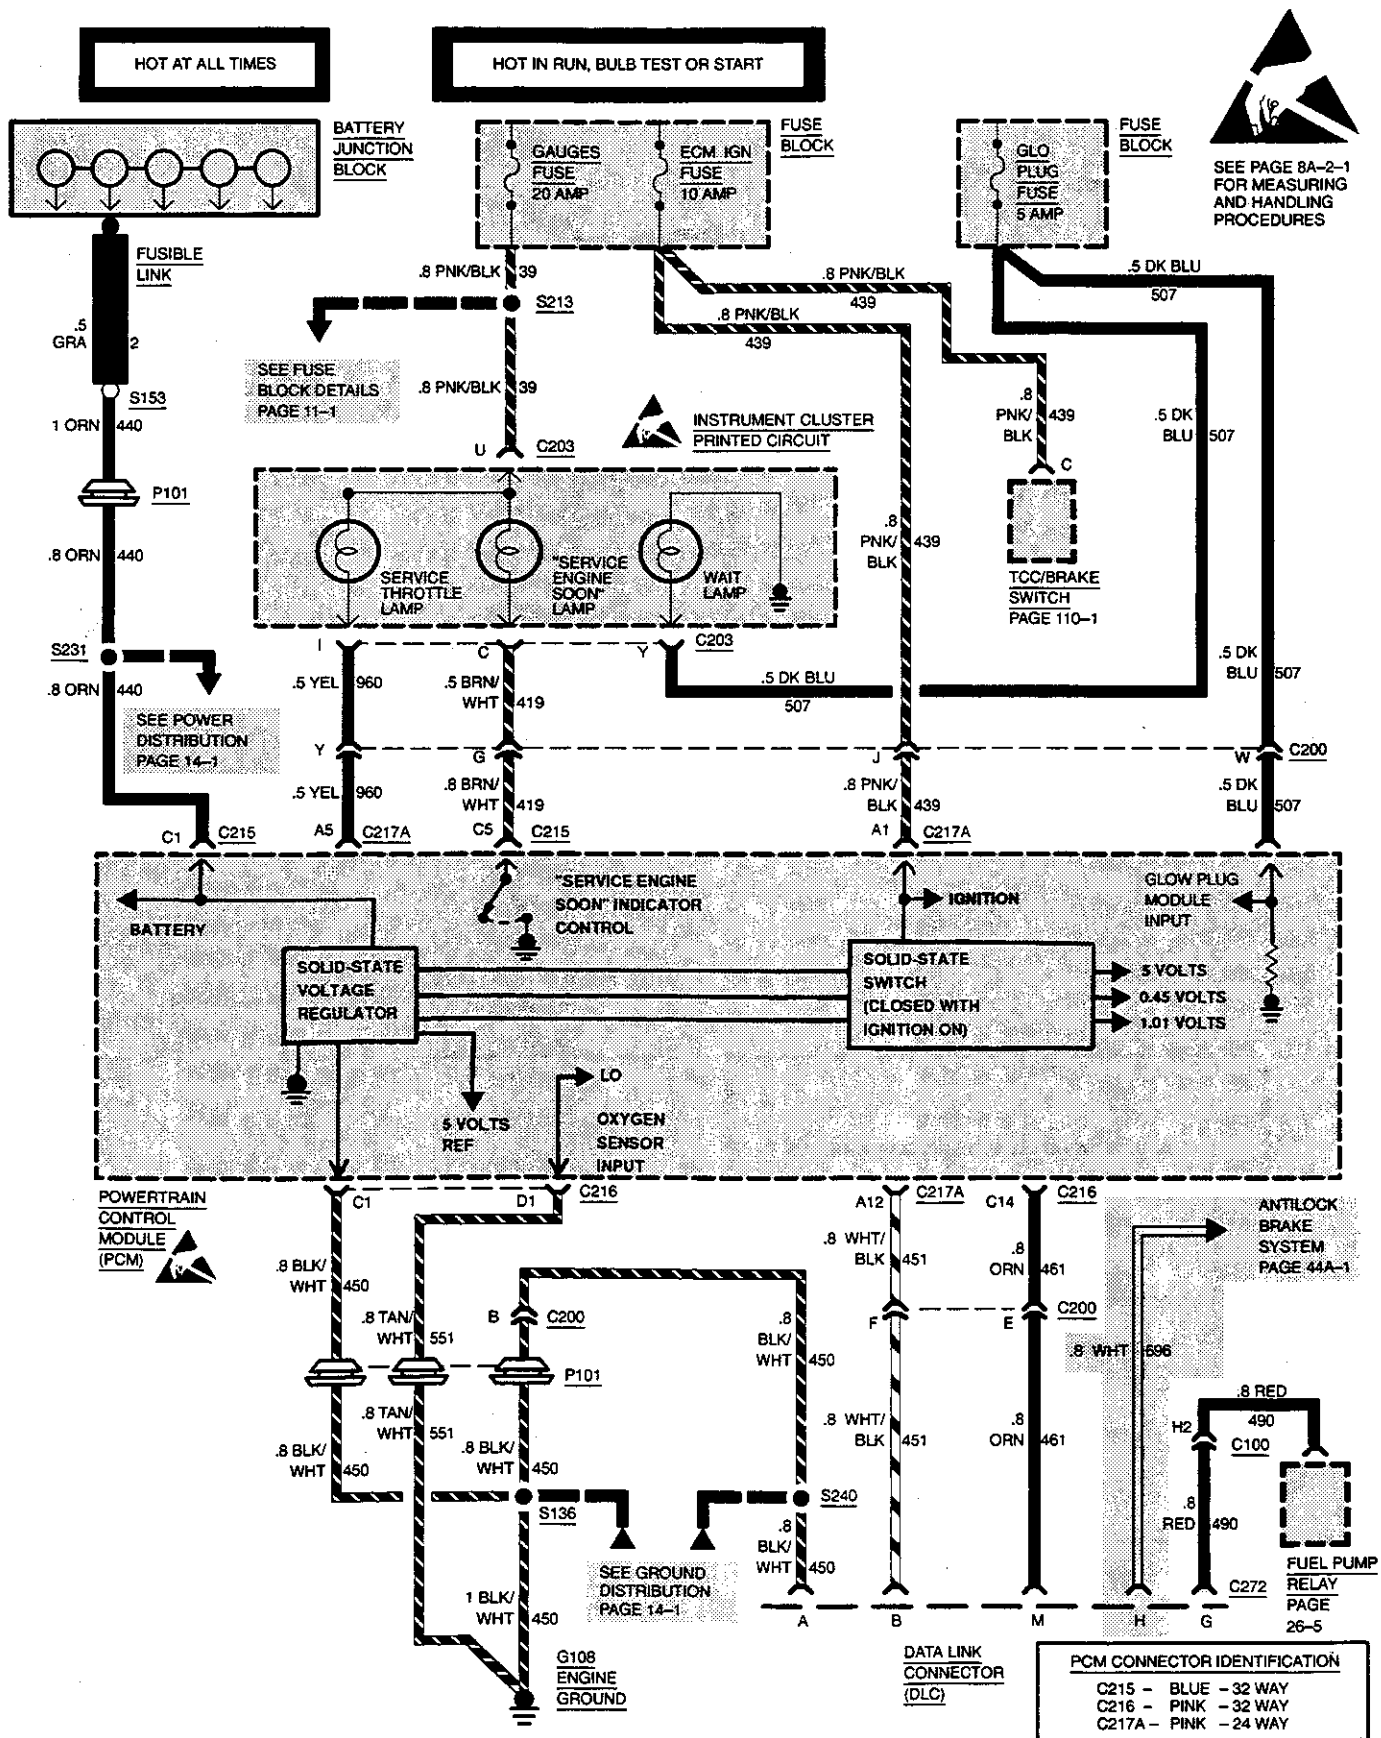 HOT AT ALL TIMES
HOT IN RUN, BULB TEST OR START
BATTERY
JUNCTION
BLOCK
GAUGES
FUSE
20 AMP
ECM. IGN
FUSE
10 AMP
FUSE
BLOCK
GLO
PLUG
FUSE
5 AMP
FUSE
BLOCK
SEE PAGE 8A-2-1
FOR MEASURING
AND HANDLING
PROCEDURES
FUSIBLE
LINK
.5
GRA
2
S153
1 ORN
440
P101
.8 ORN
440
S231
.8 ORN
440
SEE POWER
DISTRIBUTION
PAGE 14-1
.8 PNK/BLK
39
S213
SEE FUSE
BLOCK DETAILS
PAGE 11-1
.8 PNK/BLK
39
U
C203
.8 PNK/BLK
439
.8 PNK/BLK
439
.5 DK BLU
507
.8
PNK/
BLK
439
C
.5 DK
BLU
507
INSTRUMENT CLUSTER
PRINTED CIRCUIT
SERVICE
THROTTLE
LAMP
"SERVICE
ENGINE
SOON"
LAMP
WAIT
LAMP
.8
PNK/
BLK
439
TCC/BRAKE
SWITCH
PAGE 110-1
I
C
Y
C203
.5 YEL
960
.5 BRN/
WHT
419
.5 DK BLU
507
.5 DK
BLU
507
Y
G
J
W
C200
.5 YEL
960
.8 BRN/
WHT
419
.8 PNK/
BLK
439
.5 DK
BLU
507
C1
C215
A5
C217A
C5
C215
A1
C217A
BATTERY
"SERVICE ENGINE
SOON" INDICATOR
CONTROL
IGNITION
GLOW PLUG
MODULE
INPUT
SOLID-STATE
VOLTAGE
REGULATOR
SOLID-STATE
SWITCH
(CLOSED WITH
IGNITION ON)
5 VOLTS
0.45 VOLTS
1.01 VOLTS
5 VOLTS
REF
LO
OXYGEN
SENSOR
INPUT
POWERTRAIN
CONTROL
MODULE
(PCM)
C1
D1
C216
A12
C217A
C14
C216
ANTILOCK
BRAKE
SYSTEM
PAGE 44A-1
.8 BLK/
WHT
450
.8 TAN/
WHT
551
B
C200
.8
BLK/
WHT
450
.8 WHT/
BLK
451
.8
ORN
461
F
E
C200
.8 WHT
696
P101
.8 TAN/
WHT
551
.8 BLK/
WHT
450
.8 BLK/
WHT
450
.8 WHT/
BLK
451
.8
ORN
461
.8 RED
490
H2
C100
S136
S240
.8
BLK/
WHT
450
.8
RED
490
SEE GROUND
DISTRIBUTION
PAGE 14-1
1 BLK/
WHT
450
C272
FUEL PUMP
RELAY
PAGE
26-5
A
B
M
H
G
G108
ENGINE
GROUND
DATA LINK
CONNECTOR
(DLC)
PCM CONNECTOR IDENTIFICATION
C215 - BLUE - 32 WAY
C216 - PINK - 32 WAY
C217A - PINK - 24 WAY